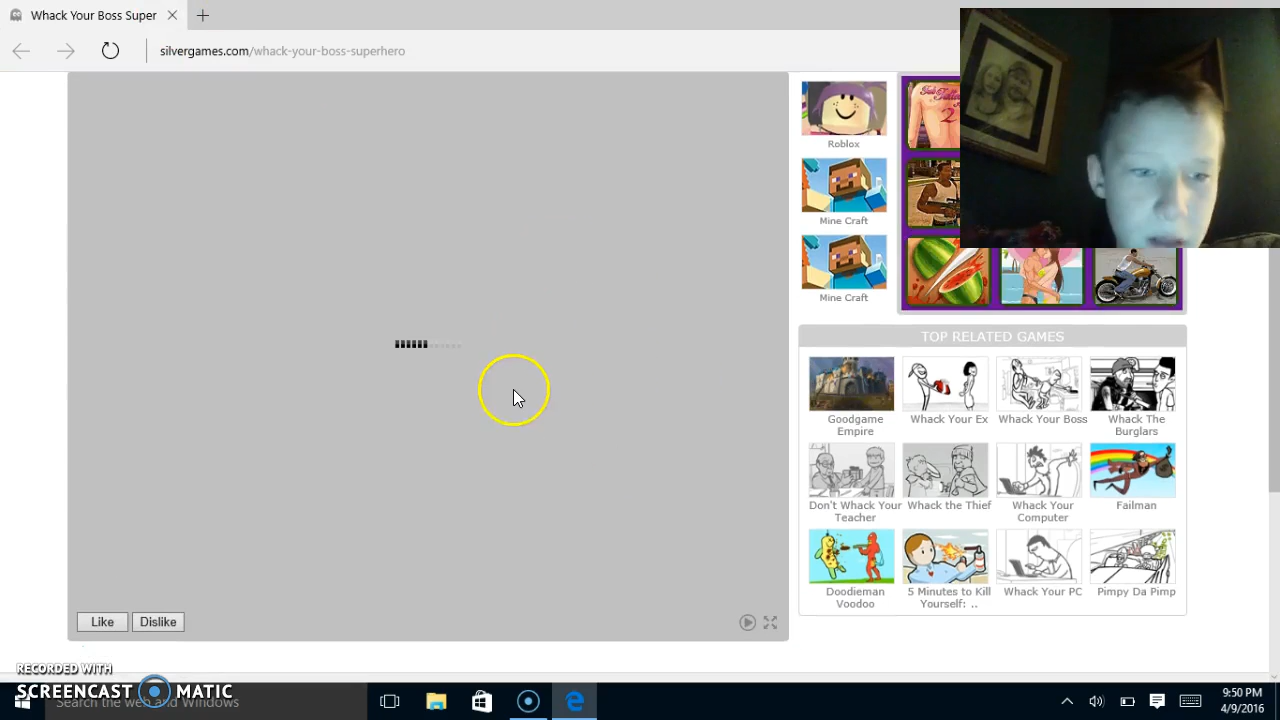 Whack Your Boss Super
silvergames.com/whack-your-boss-superhero
Roblox
Mine Craft
Mine Craft
2
TOP RELATED GAMES
Goodgame Empire
Whack Your Ex
Whack Your Boss
Whack The Burglars
Don't Whack Your Teacher
Whack the Thief
Whack Your Computer
Failman
Doodieman Voodoo
5 Minutes to Kill Yourself: ..
Whack Your PC
Pimpy Da Pimp
Like
Dislike
RECORDED WITH
SCREENCAST MATIC
Search the web and Windows
9:50 PM
4/9/2016